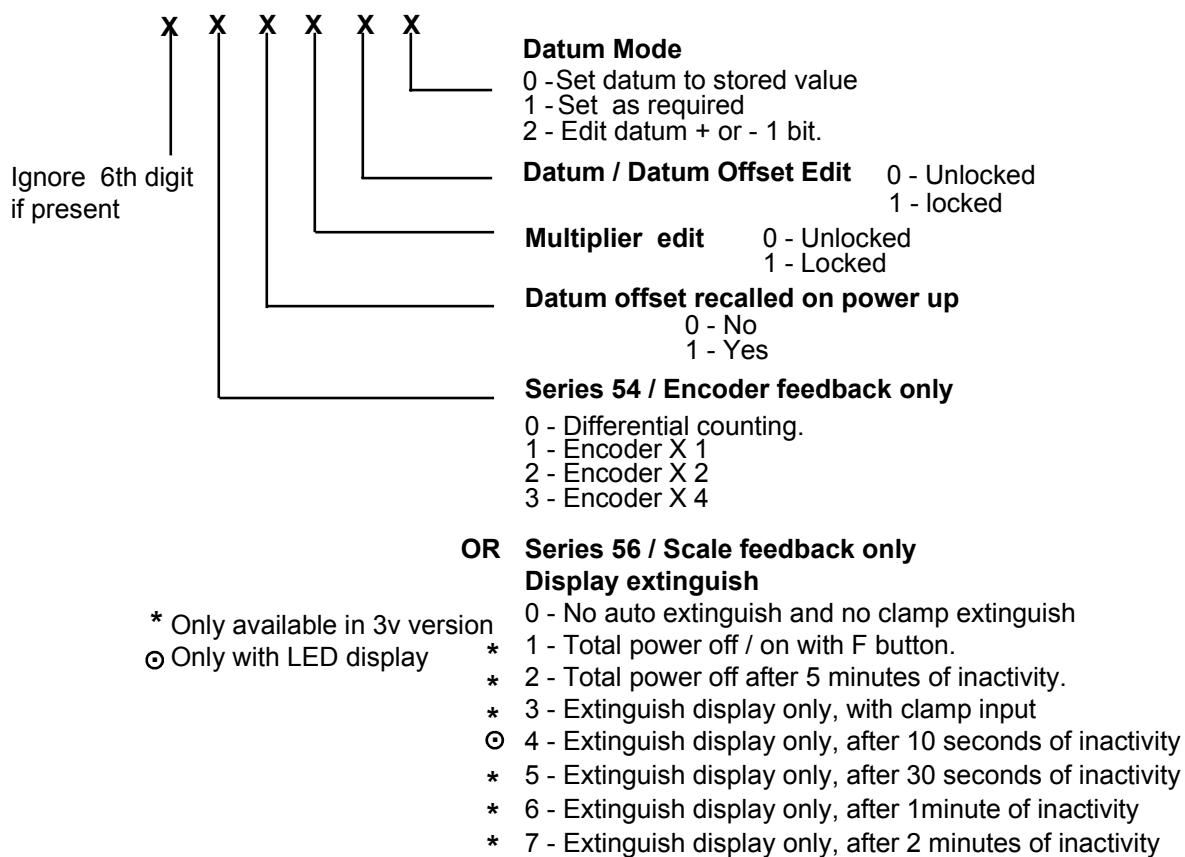 X X X X X X
Datum Mode
0 -Set datum to stored value
1 - Set as required
2 - Edit datum + or - 1 bit.
Ignore 6th digit
if present
Datum / Datum Offset Edit 0 - Unlocked
1 - locked
Multiplier edit 0 - Unlocked
1 - Locked
Datum offset recalled on power up
0 - No
1 - Yes
Series 54 / Encoder feedback only
0 - Differential counting.
1 - Encoder X 1
2 - Encoder X 2
3 - Encoder X 4
OR Series 56 / Scale feedback only
Display extinguish
* Only available in 3v version
⊙ Only with LED display
0 - No auto extinguish and no clamp extinguish
* 1 - Total power off / on with F button.
* 2 - Total power off after 5 minutes of inactivity.
* 3 - Extinguish display only, with clamp input
⊙ 4 - Extinguish display only, after 10 seconds of inactivity
* 5 - Extinguish display only, after 30 seconds of inactivity
* 6 - Extinguish display only, after 1minute of inactivity
* 7 - Extinguish display only, after 2 minutes of inactivity